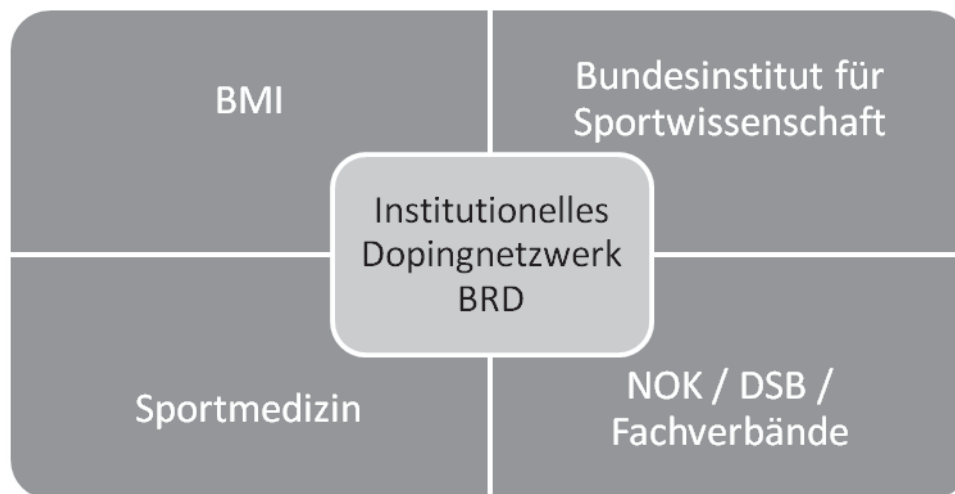 BMI
Bundesinstitut für
Sportwissenschaft
Institutionelles
Dopingnetzwerk
BRD
Sportmedizin
NOK / DSB /
Fachverbände